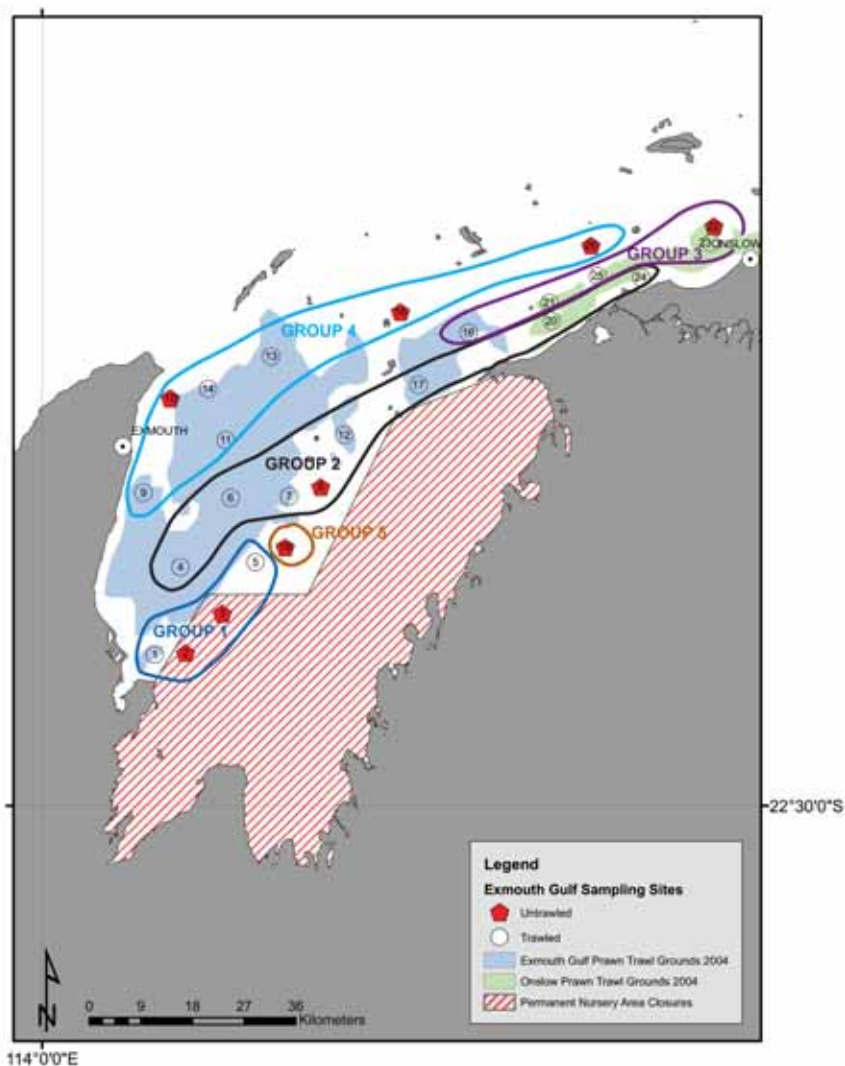 GROUP 3
23
ONSLOW
25
24
21
20
GROUP 4
13
14
17
EXMOUTH
11
12
GROUP 2
9
6
7
GROUP 5
4
5
GROUP 1
1
22°30'0"S
Legend
Exmouth Gulf Sampling Sites
Untrawled
Trawled
Exmouth Gulf Prawn Trawl Grounds 2004
Onslow Prawn Trawl Grounds 2004
Permanent Nursery Area Closures
N
0 9 18 27 36
Kilometers
114°0'0"E